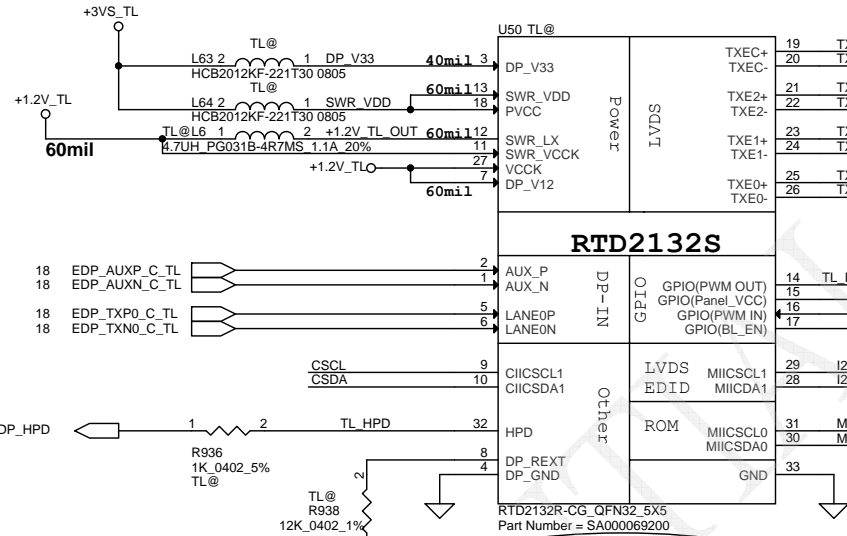 +3VS_TL
U50 TL@
TL@
L63 2 1 DP_V33 40mil 3 DP_V33
HCB2012KF-221T30 0805
TL@
L64 2 1 SWR_VDD 60mil 13 SWR_VDD
18 PVCC
HCB2012KF-221T30 0805
+1.2V_TL
TL@ L6 1 2 +1.2V_TL_OUT 60mil 12 SWR_LX
60mil
4.7UH_PG031B-4R7MS_1.1A_20%
11 SWR_VCCK
+1.2V_TL 27 VCCK
7 DP_V12
60mil
Power
LVDS
TXEC+ 19
TXEC- 20
TXE2+ 21
TXE2- 22
TXE1+ 23
TXE1- 24
TXE0+ 25
TXE0- 26
RTD2132S
18 EDP_AUXP_C_TL 2 AUX_P
18 EDP_AUXN_C_TL 1 AUX_N
18 EDP_TXP0_C_TL 5 LANE0P
18 EDP_TXN0_C_TL 6 LANE0N
DP-IN
GPIO
GPIO(PWM OUT) 14
GPIO(Panel_VCC) 15
GPIO(PWM IN) 16
GPIO(BL_EN) 17
CSCL 9 CIICSCL1
CSDA 10 CIICSDA1
Other
LVDS
EDID
MIICSCL1 29
MIICDA1 28
DP_HPD 1 2 TL_HPD 32 HPD
R936
1K_0402_5%
TL@
ROM
MIICSCL0 31
MIICSDA0 30
8 DP_REXT
4 DP_GND
GND 33
2
TL@
R938
12K_0402_1%
RTD2132R-CG_QFN32_5X5
Part Number = SA000069200